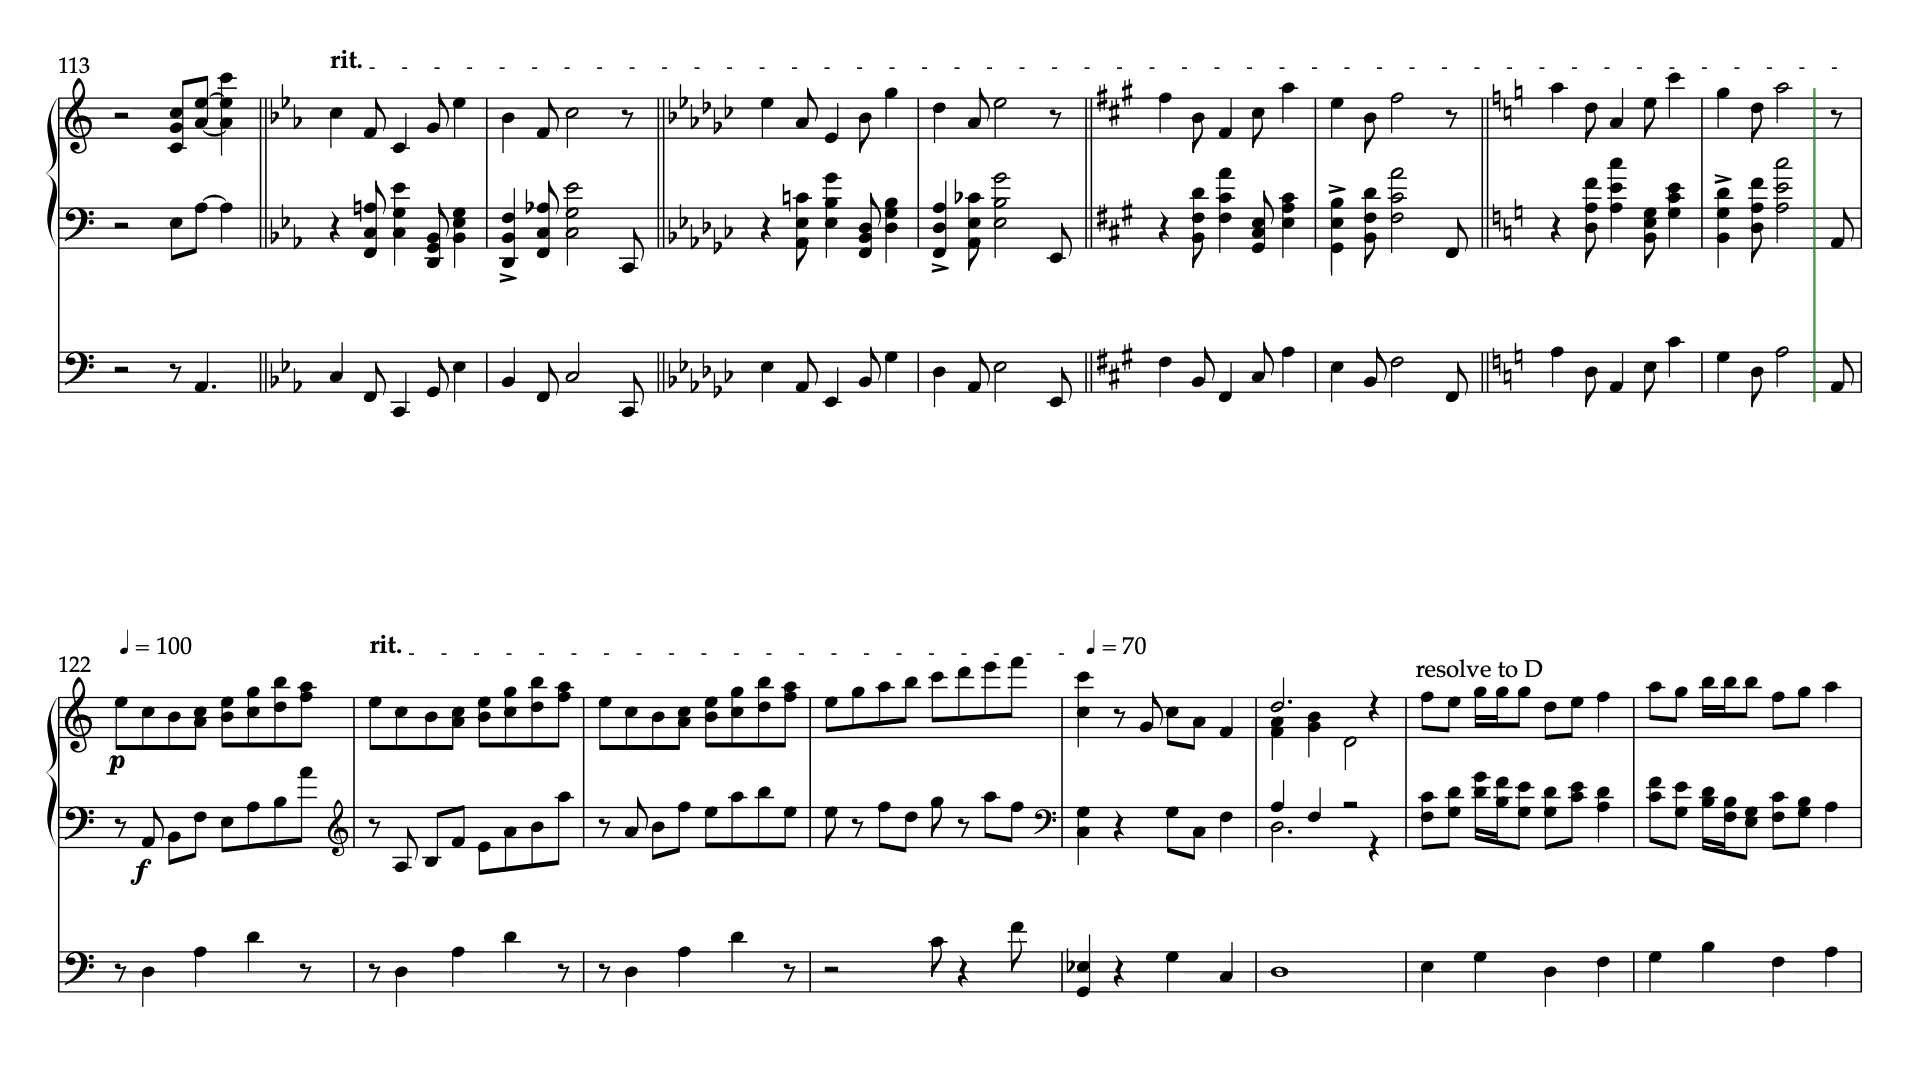 113
rit.
122
♩ = 100
p
f
rit.
♩ = 70
resolve to D